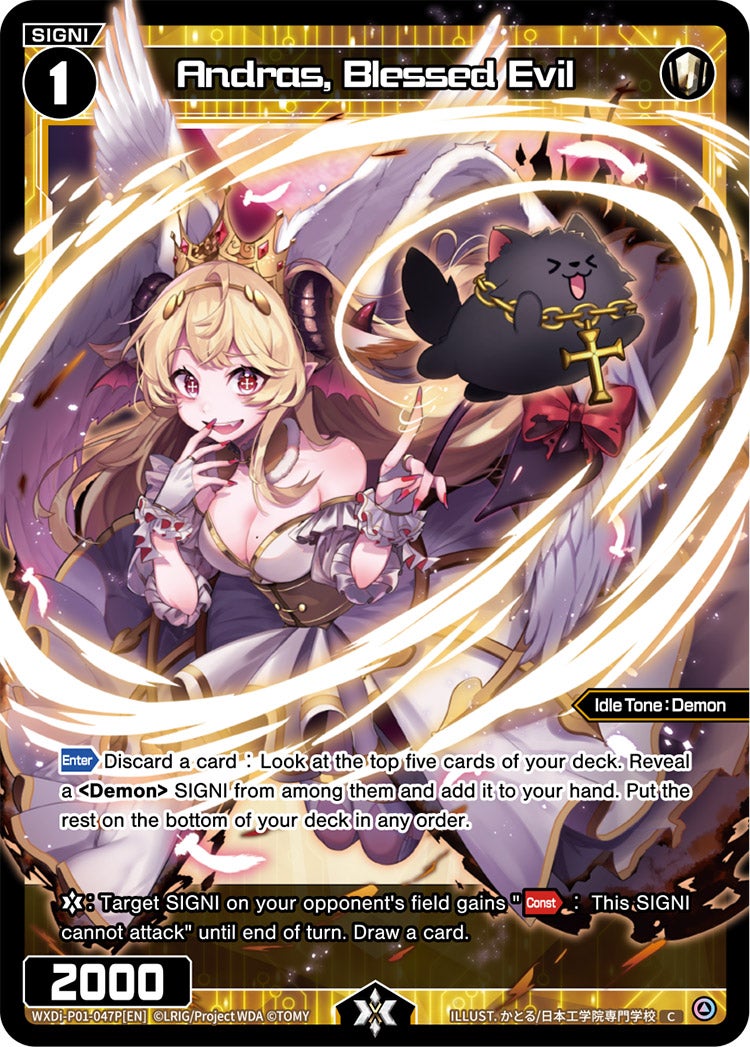 SIGNI
1
Andras, Blessed Evil
Idle Tone:Demon
Enter Discard a card : Look at the top five cards of your deck. Reveal
a <Demon> SIGNI from among them and add it to your hand. Put the
rest on the bottom of your deck in any order.
: Target SIGNI on your opponent's field gains "Const : This SIGNI
cannot attack" until end of turn. Draw a card.
2000
WXDi-P01-047P[EN] ©LRIG/Project WDA ©TOMY ILLUST. かとる/日本工学院専門学校 C